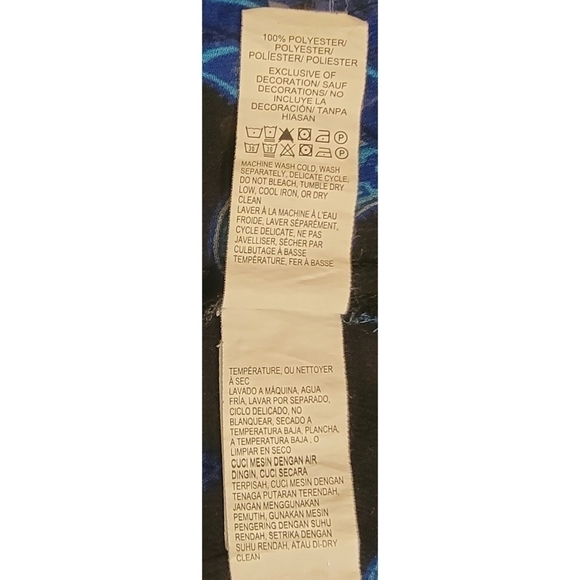 100% POLYESTER/
POLYESTER/
POLÍESTER/ POLIESTER
EXCLUSIVE OF
DECORATION/ SAUF
DECORATIONS/ NO
INCLUYE LA
DECORACIÓN/ TANPA
HIASAN
P
30 30 P
MACHINE WASH COLD, WASH
SEPARATELY, DELICATE CYCLE,
DO NOT BLEACH, TUMBLE DRY
LOW, COOL IRON, OR DRY
CLEAN
LAVER À LA MACHINE À L'EAU
FROIDE, LAVER SÉPARÉMENT,
CYCLE DELICATE, NE PAS
JAVELLISER, SÉCHER PAR
CULBUTAGE À BASSE
TEMPÉRATURE, FER À BASSE
TEMPÉRATURE, OU NETTOYER
À SEC
LAVADO A MÁQUINA, AGUA
FRÍA, LAVAR POR SEPARADO,
CICLO DELICADO, NO
BLANQUEAR, SECADO A
TEMPERATURA BAJA, PLANCHA,
A TEMPERATURA BAJA , O
LIMPIAR EN SECO
CUCI MESIN DENGAN AIR
DINGIN, CUCI SECARA
TERPISAH, CUCI MESIN DENGAN
TENAGA PUTARAN TERENDAH,
JANGAN MENGGUNAKAN
PEMUTIH, GUNAKAN MESIN
PENGERING DENGAN SUHU
RENDAH, SETRIKA DENGAN
SUHU RENDAH, ATAU DI-DRY
CLEAN